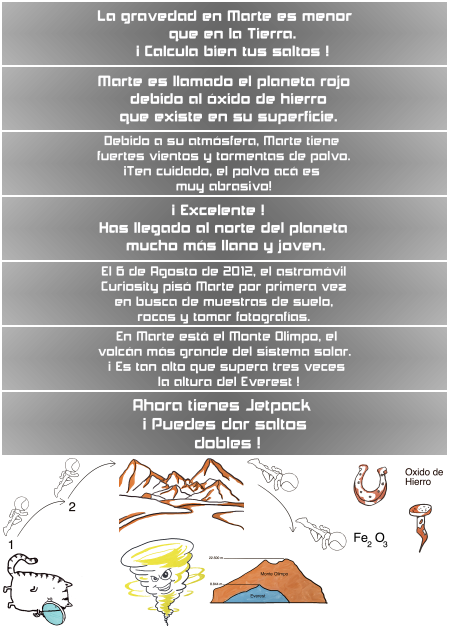 La gravedad en Marte es menor
que en la Tierra.
¡ Calcula bien tus saltos !
Marte es llamado el planeta rojo
debido al óxido de hierro
que existe en su superficie.
Debido a su atmósfera, Marte tiene
fuertes vientos y tormentas de polvo.
¡Ten cuidado, el polvo acá es
muy abrasivo!
¡ Excelente !
Has llegado al norte del planeta
mucho más llano y joven.
El 6 de Agosto de 2012, el astromóvil
Curiosity pisó Marte por primera vez
en busca de muestras de suelo,
rocas y tomar fotografías.
En Marte está el Monte Olimpo, el
volcán más grande del sistema solar.
¡ Es tan alto que supera tres veces
la altura del Everest !
Ahora tienes Jetpack
¡ Puedes dar saltos
dobles !
1
2
Oxido de
Hierro
Fe2 O3
Monte Olimpo
Everest